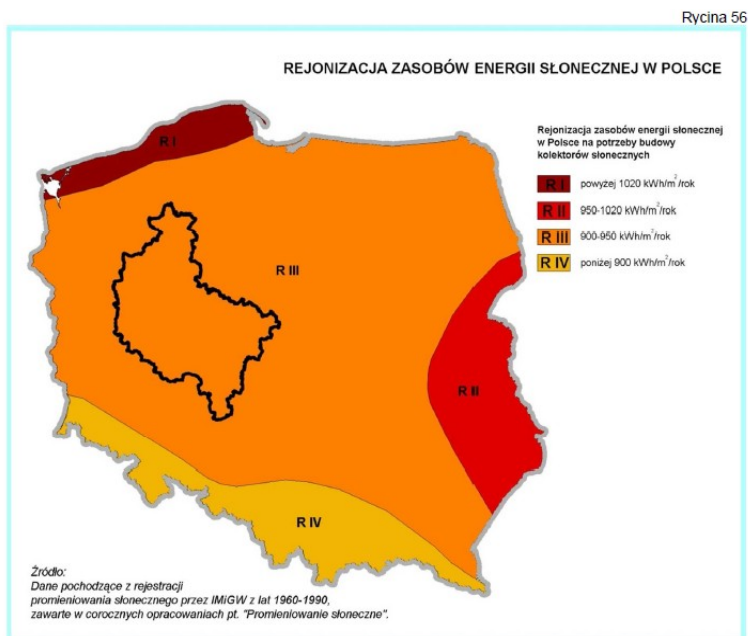 Rycina 56
REJONIZACJA ZASOBÓW ENERGII SŁONECZNEJ W POLSCE
Rejonizacja zasobów energii słonecznej
w Polsce na potrzeby budowy
kolektorów słonecznych
R I powyżej 1020 kWh/m²/rok
R II 950-1020 kWh/m²/rok
R III 900-950 kWh/m²/rok
R IV poniżej 900 kWh/m²/rok
R I
R III
R II
R IV
Źródło:
Dane pochodzące z rejestracji
promieniowania słonecznego przez IMiGW z lat 1960-1990,
zawarte w corocznych opracowaniach pt. "Promieniowanie słoneczne".